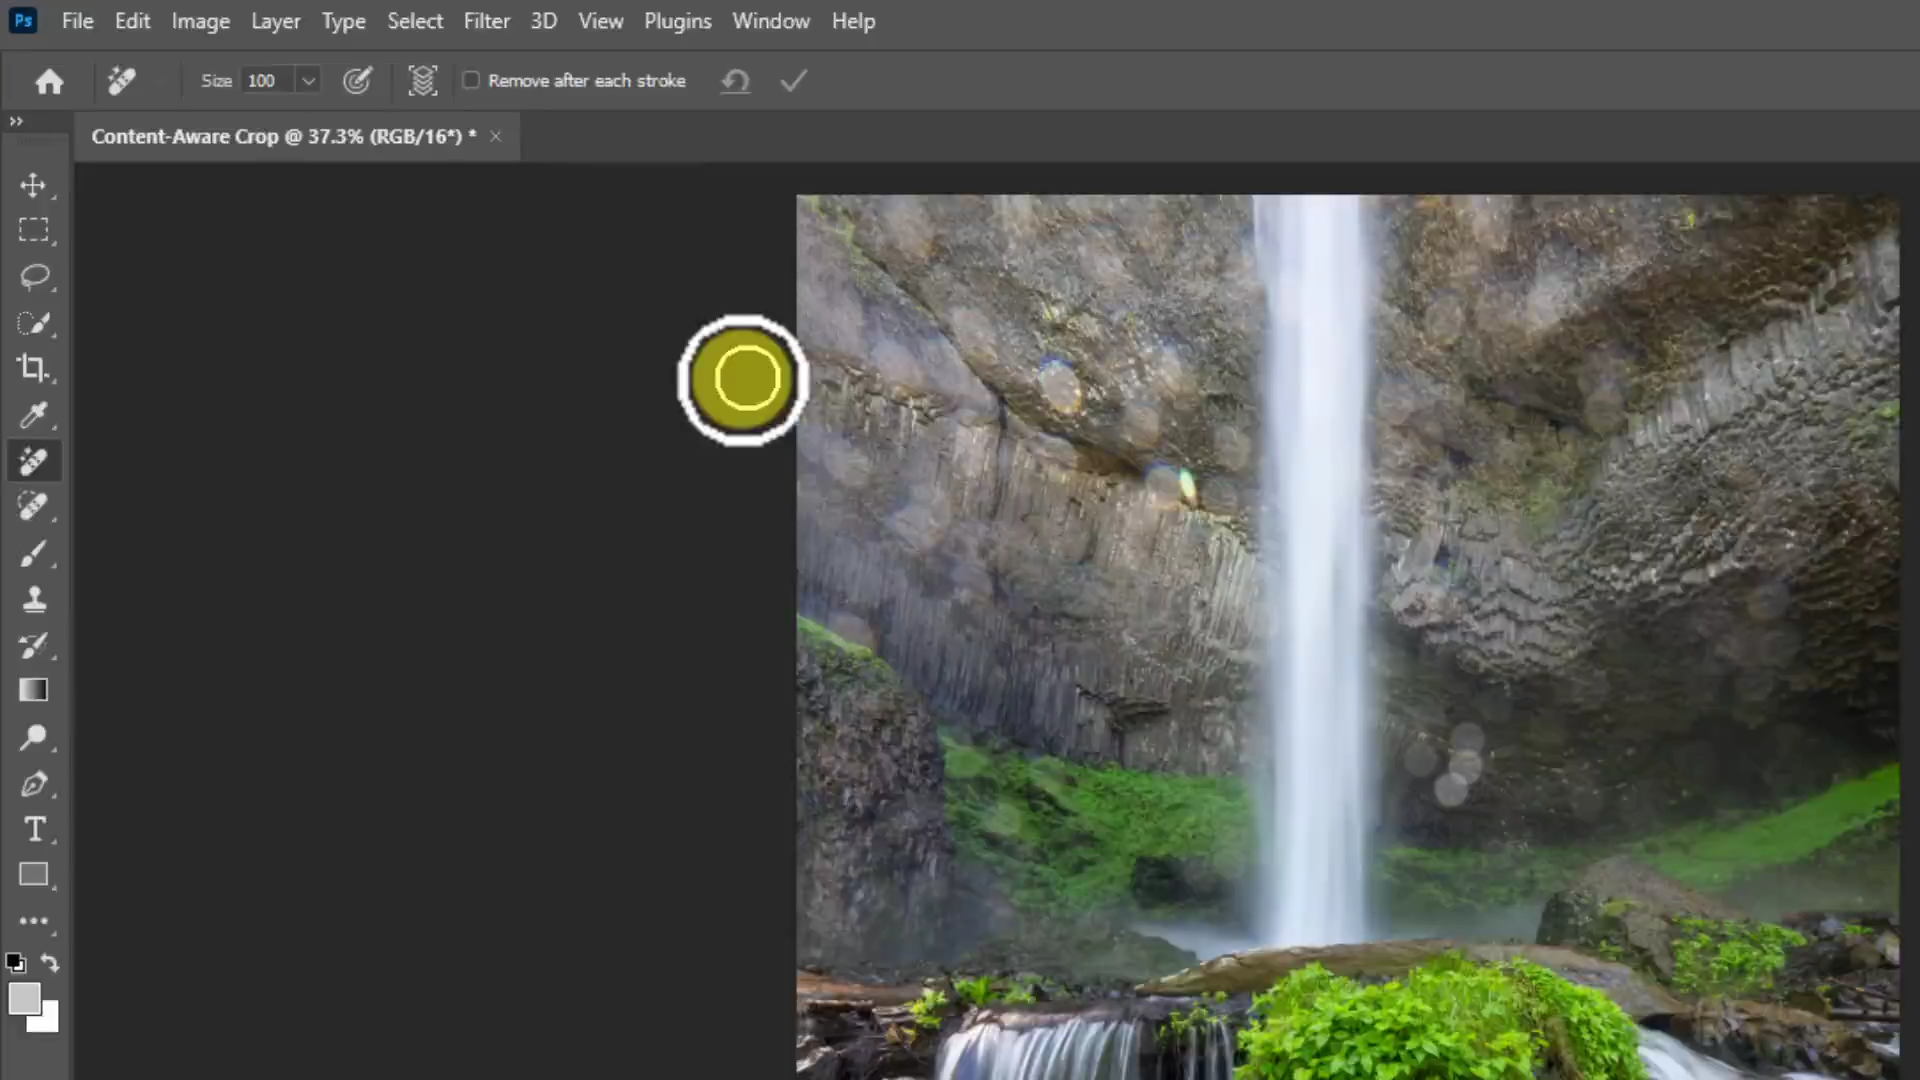 Ps File Edit Image Layer Type Select Filter 3D View Plugins Window Help
Size 100 Remove after each stroke
Content-Aware Crop @ 37.3% (RGB/16*) * ×
T